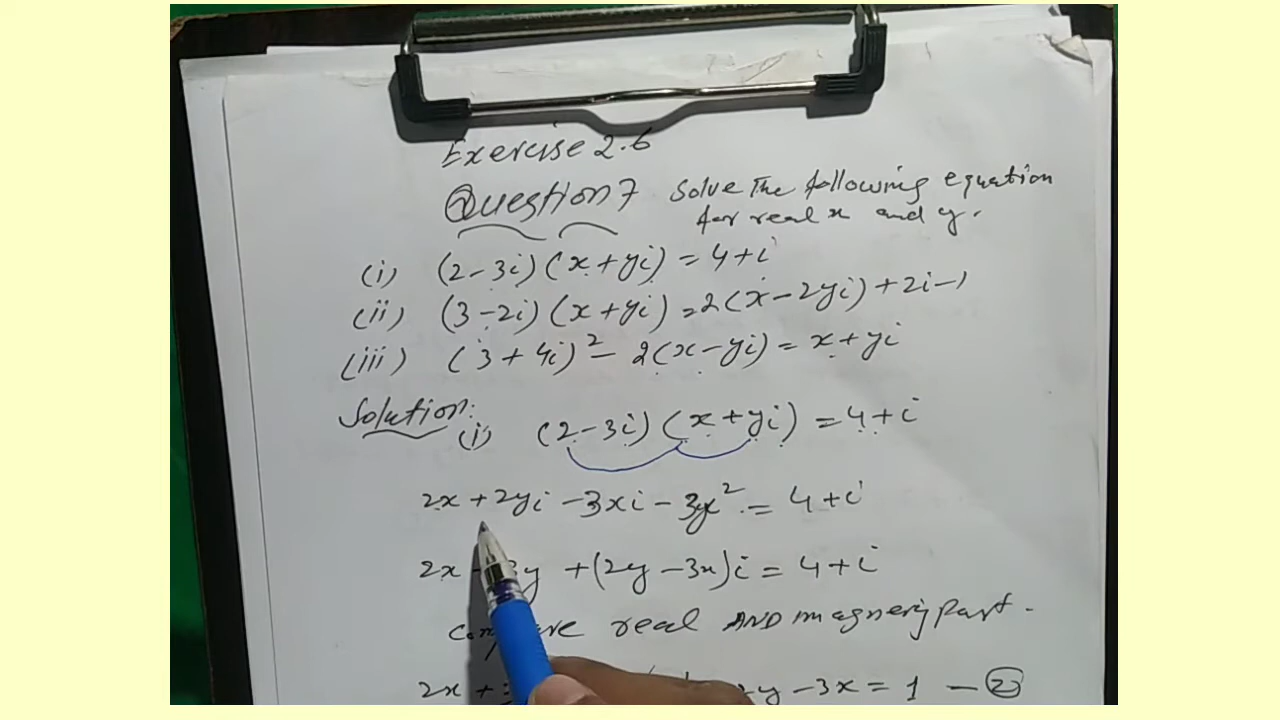 Exercise 2.6
Question 7 Solve The following equation
for real x and y.
(i) (2-3i)(x+yi) = 4+i
(ii) (3-2i)(x+yi) = 2(x-2yi)+2i-1
(iii) (3+4i)² - 2(x-yi) = x+yi
Solution:
(i) (2-3i)(x+yi) = 4+i
2x+2yi-3xi-3yi² = 4+i
2x y +(2y-3x)i = 4+i
real AND imagnery Part.
2x+ y-3x = 1 - ②